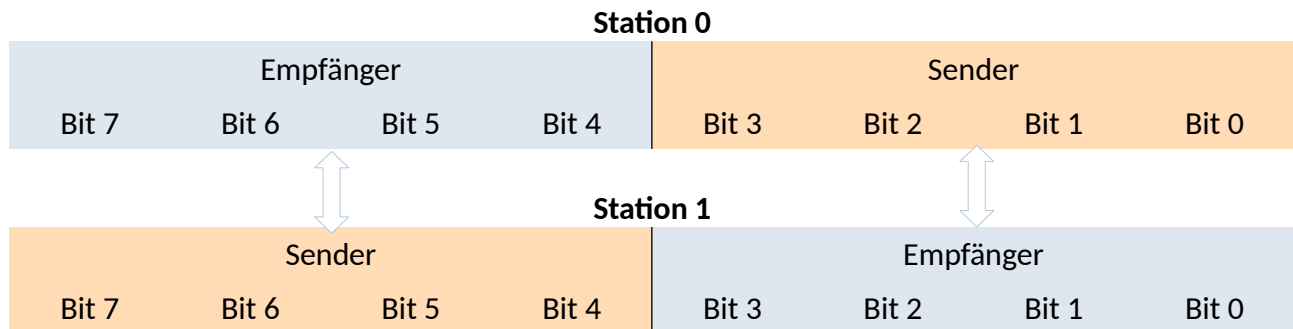 Station 0
Empfänger Sender
Bit 7 Bit 6 Bit 5 Bit 4 Bit 3 Bit 2 Bit 1 Bit 0
Station 1
Sender Empfänger
Bit 7 Bit 6 Bit 5 Bit 4 Bit 3 Bit 2 Bit 1 Bit 0